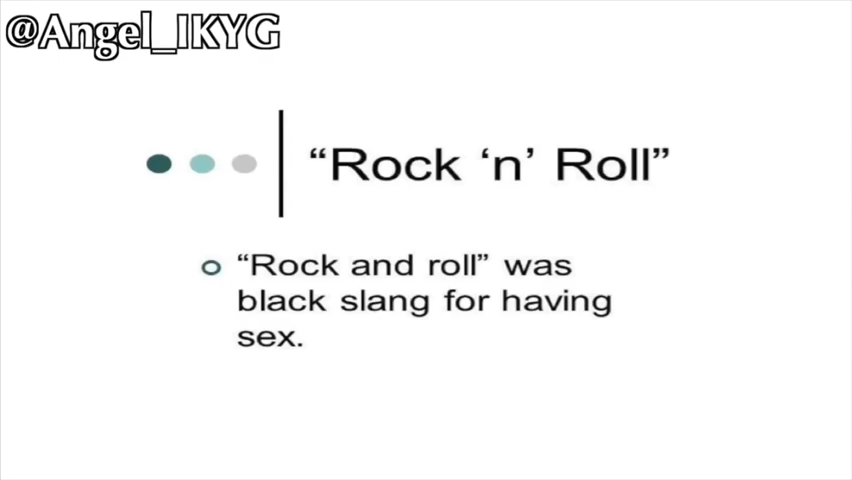 @Angel_IKYG
“Rock ‘n’ Roll”
“Rock and roll” was
black slang for having
sex.